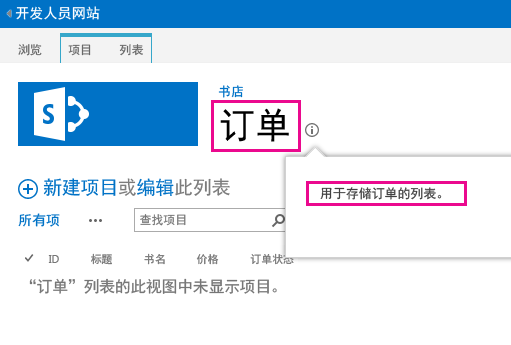 开发人员网站
浏览 项目 列表
S
书店
订单
用于存储订单的列表。
新建项目或编辑此列表
所有项 ••• 查找项目
ID 标题 书名 价格 订单状态
“订单”列表的此视图中未显示项目。